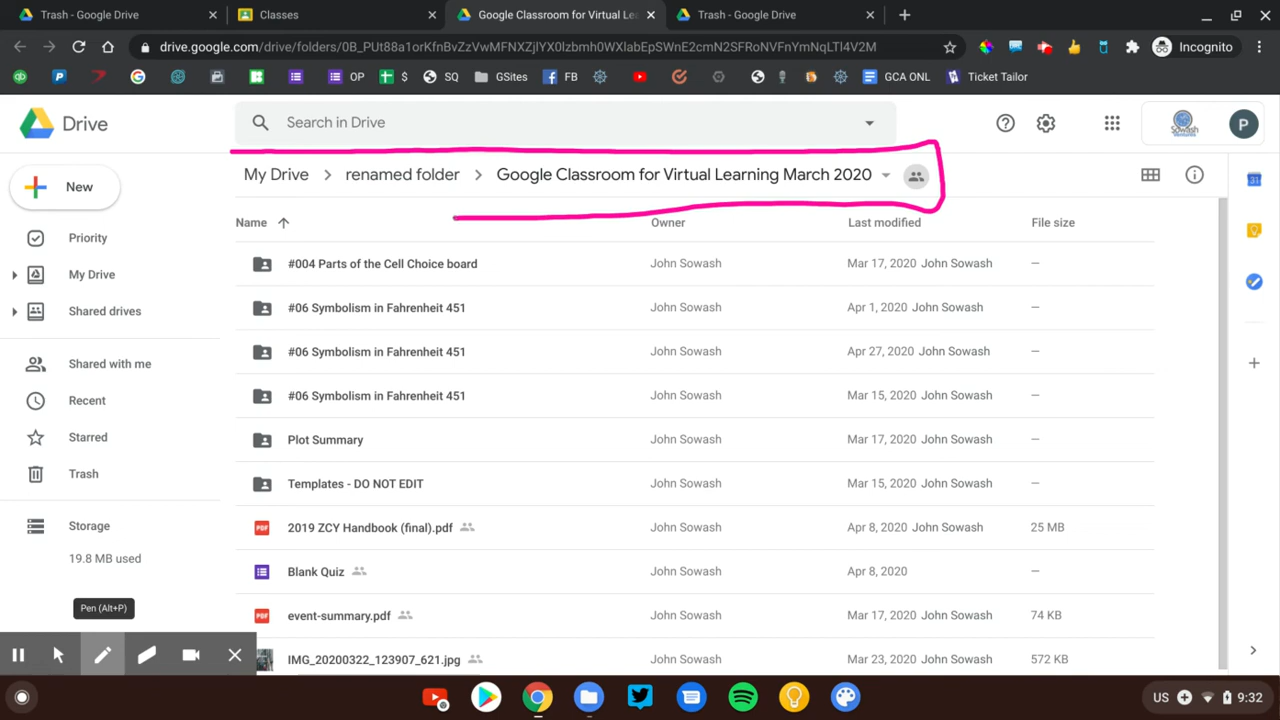 Trash - Google Drive
Classes
Google Classroom for Virtual Lea
Trash - Google Drive
drive.google.com/drive/folders/0B_PUt88a1orKfnBvZzVwMFNXZjlYX0lzbmh0WXlabEpSWnE2cmN2SFRoNVFnYmNqLTI4V2M
Incognito
OP
$
SQ
GSites
FB
GCA ONL
Ticket Tailor
Drive
Search in Drive
Sowash
Ventures
P
New
My Drive > renamed folder > Google Classroom for Virtual Learning March 2020
Name Owner Last modified File size
Priority
My Drive
Shared drives
Shared with me
Recent
Starred
Trash
Storage
19.8 MB used
#004 Parts of the Cell Choice board John Sowash Mar 17, 2020 John Sowash –
#06 Symbolism in Fahrenheit 451 John Sowash Apr 1, 2020 John Sowash –
#06 Symbolism in Fahrenheit 451 John Sowash Apr 27, 2020 John Sowash –
#06 Symbolism in Fahrenheit 451 John Sowash Mar 15, 2020 John Sowash –
Plot Summary John Sowash Mar 17, 2020 John Sowash –
Templates - DO NOT EDIT John Sowash Mar 15, 2020 John Sowash –
PDF 2019 ZCY Handbook (final).pdf John Sowash Apr 8, 2020 John Sowash 25 MB
Blank Quiz John Sowash Apr 8, 2020 –
PDF event-summary.pdf John Sowash Mar 17, 2020 John Sowash 74 KB
IMG_20200322_123907_621.jpg John Sowash Mar 23, 2020 John Sowash 572 KB
31
Pen (Alt+P)
US
9:32